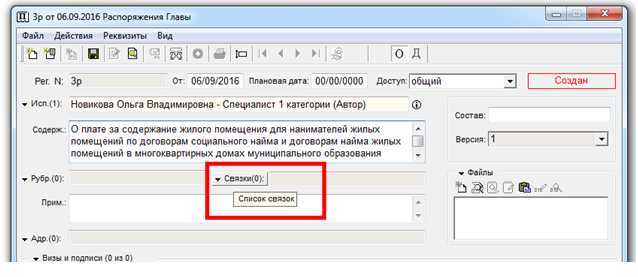 3р от 06.09.2016 Распоряжения Главы
Файл Действия Реквизиты Вид
О Д
Рег. N: 3р От: 06/09/2016 Плановая дата: 00/00/0000 Доступ: общий Создан
Исп.(1): Новикова Ольга Владимировна - Специалист 1 категории (Автор)
Состав:
Содерж.: О плате за содержание жилого помещения для нанимателей жилых
помещений по договорам социального найма и договорам найма жилых
помещений в многоквартирных домах муниципального образования
Версия: 1
Рубр.(0): Связки(0): Файлы
Список связок
Прим.:
Адр.(0):
Визы и подписи (0 из 0)